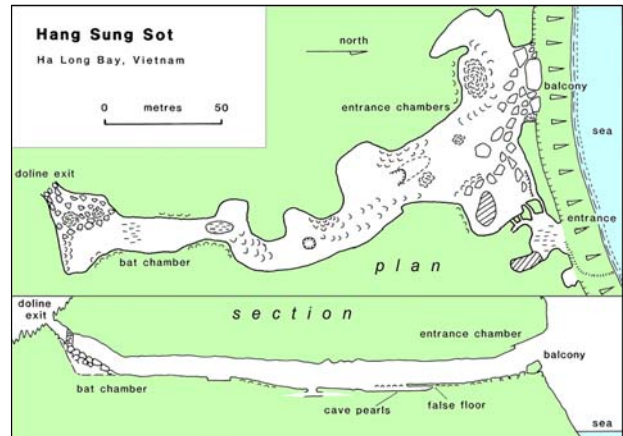 Hang Sung Sot
Ha Long Bay, Vietnam
0 metres 50
north
entrance chambers
balcony
sea
doline exit
entrance
bat chamber
plan
section
doline
exit
entrance chamber
balcony
bat chamber
cave pearls
false floor
sea